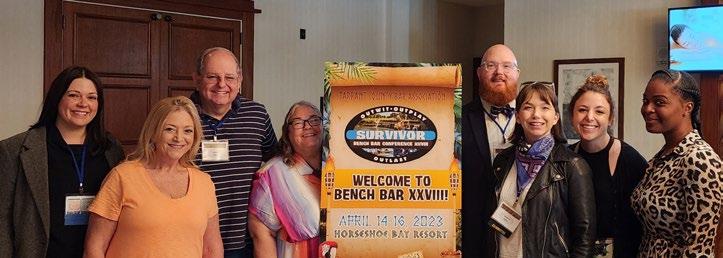 TARRANT COUNTY BAR ASSOCIATION
OUTWIT · OUTPLAY
SURVIVOR
BENCH BAR CONFERENCE XXVIII
OUTLAST
WELCOME TO
BENCH BAR XXVIII!
APRIL 14-16, 2023
HORSESHOE BAY RESORT